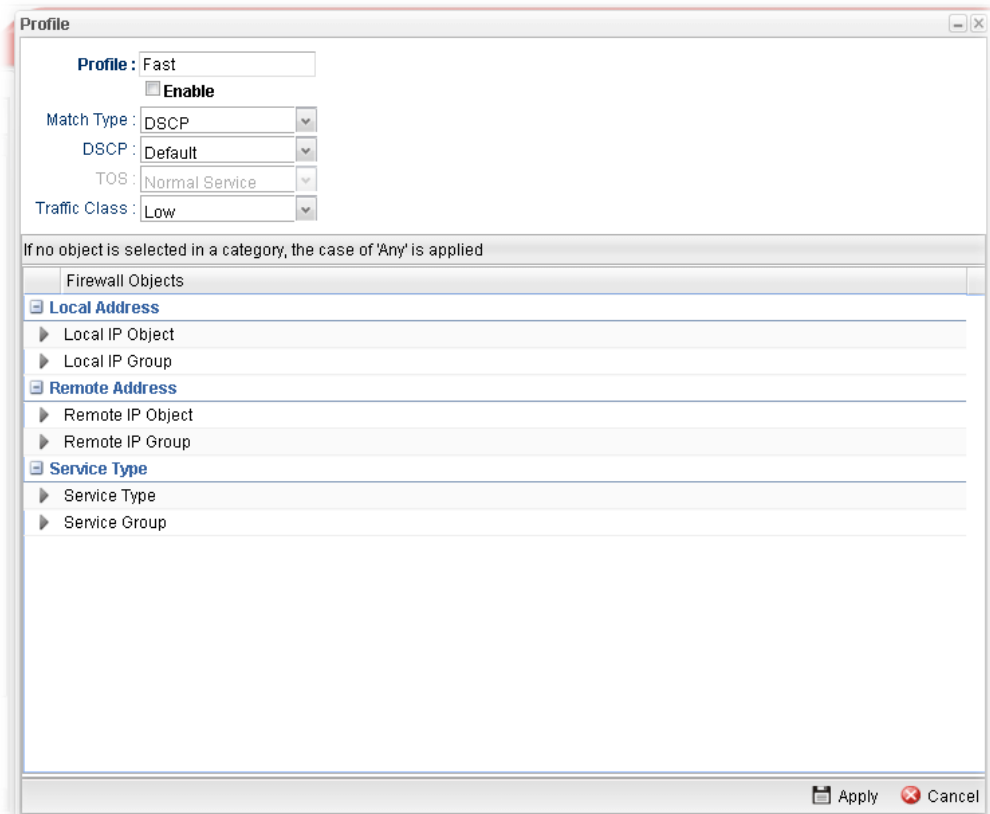 Profile
Profile : Fast
Enable
Match Type : DSCP
DSCP : Default
TOS : Normal Service
Traffic Class : Low
If no object is selected in a category, the case of 'Any' is applied
Firewall Objects
Local Address
Local IP Object
Local IP Group
Remote Address
Remote IP Object
Remote IP Group
Service Type
Service Type
Service Group
Apply Cancel